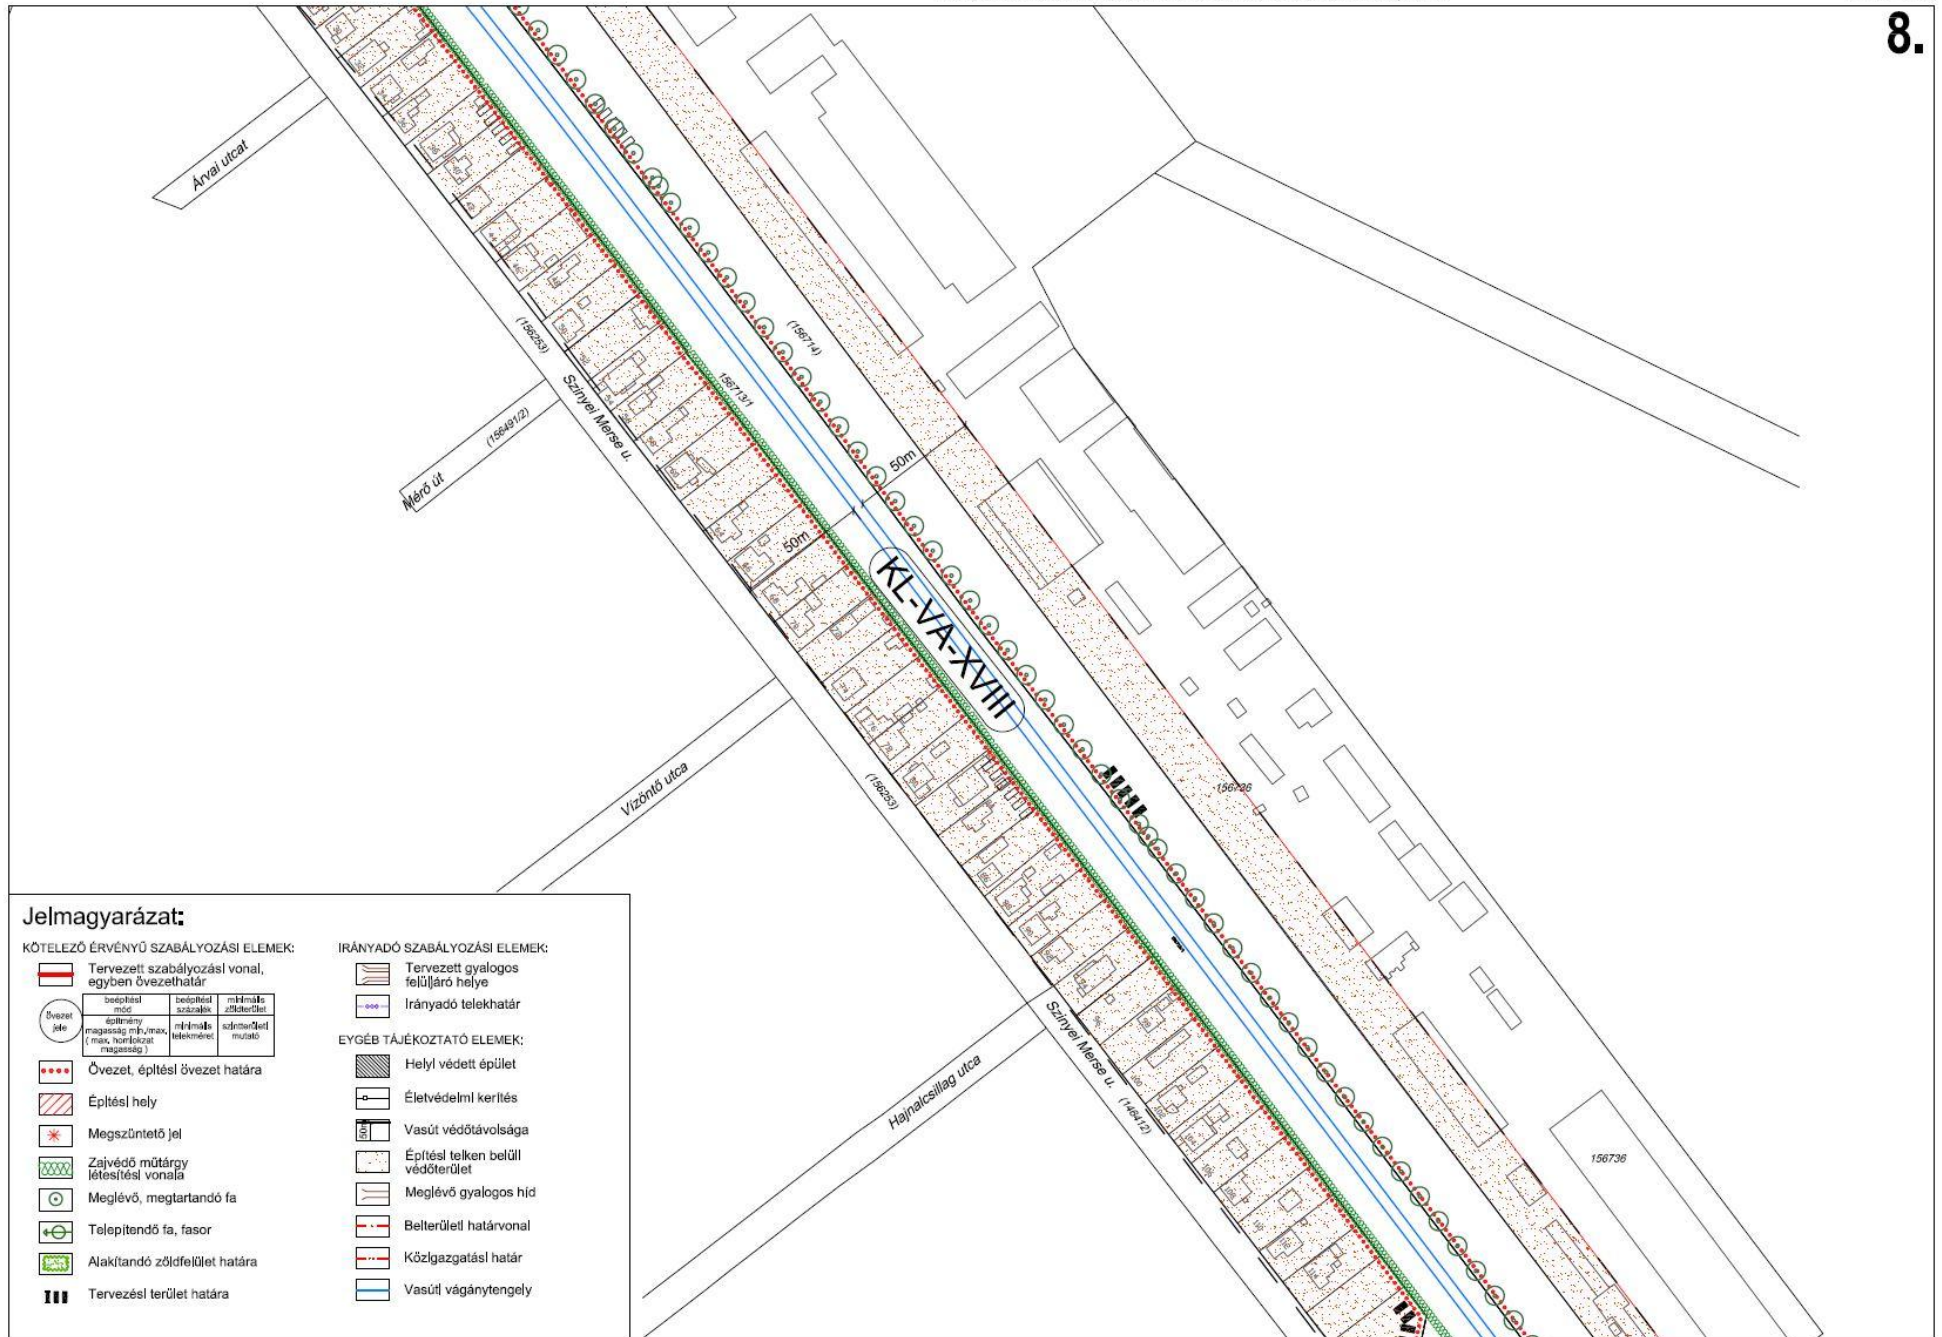 8.
Árvai utcat
(156253)
Szinyei Merse u.
(156714)
156713/1
(156491/2)
Mérő út
50m
50m
KL-VA-XVIII
Vízöntő utca
(156253)
156726
Szinyei Merse u.
(146412)
Hajnalcsillag utca
156736
Jelmagyarázat:
KÖTELEZŐ ÉRVÉNYŰ SZABÁLYOZÁSI ELEMEK:
Tervezett szabályozási vonal,
egyben övezethatár
övezet
jele
beépítési
mód
beépítési
százalék
minimális
zöldterület
építmény
magasság min./max.
( max. homlokzat
magasság )
minimális
telekméret
szintterületi
mutató
Övezet, építési övezet határa
Építési hely
Megszüntető jel
Zajvédő műtárgy
létesítési vonala
Meglévő, megtartandó fa
Telepítendő fa, fasor
Alakítandó zöldfelület határa
Tervezési terület határa
IRÁNYADÓ SZABÁLYOZÁSI ELEMEK:
Tervezett gyalogos
felüljáró helye
Irányadó telekhatár
EYGÉB TÁJÉKOZTATÓ ELEMEK:
Helyi védett épület
Életvédelmi kerítés
50m
Vasút védőtávolsága
Építési telken belüll
védőterület
Meglévő gyalogos híd
Belterületi határvonal
Közigazgatási határ
Vasúti vágánytengely